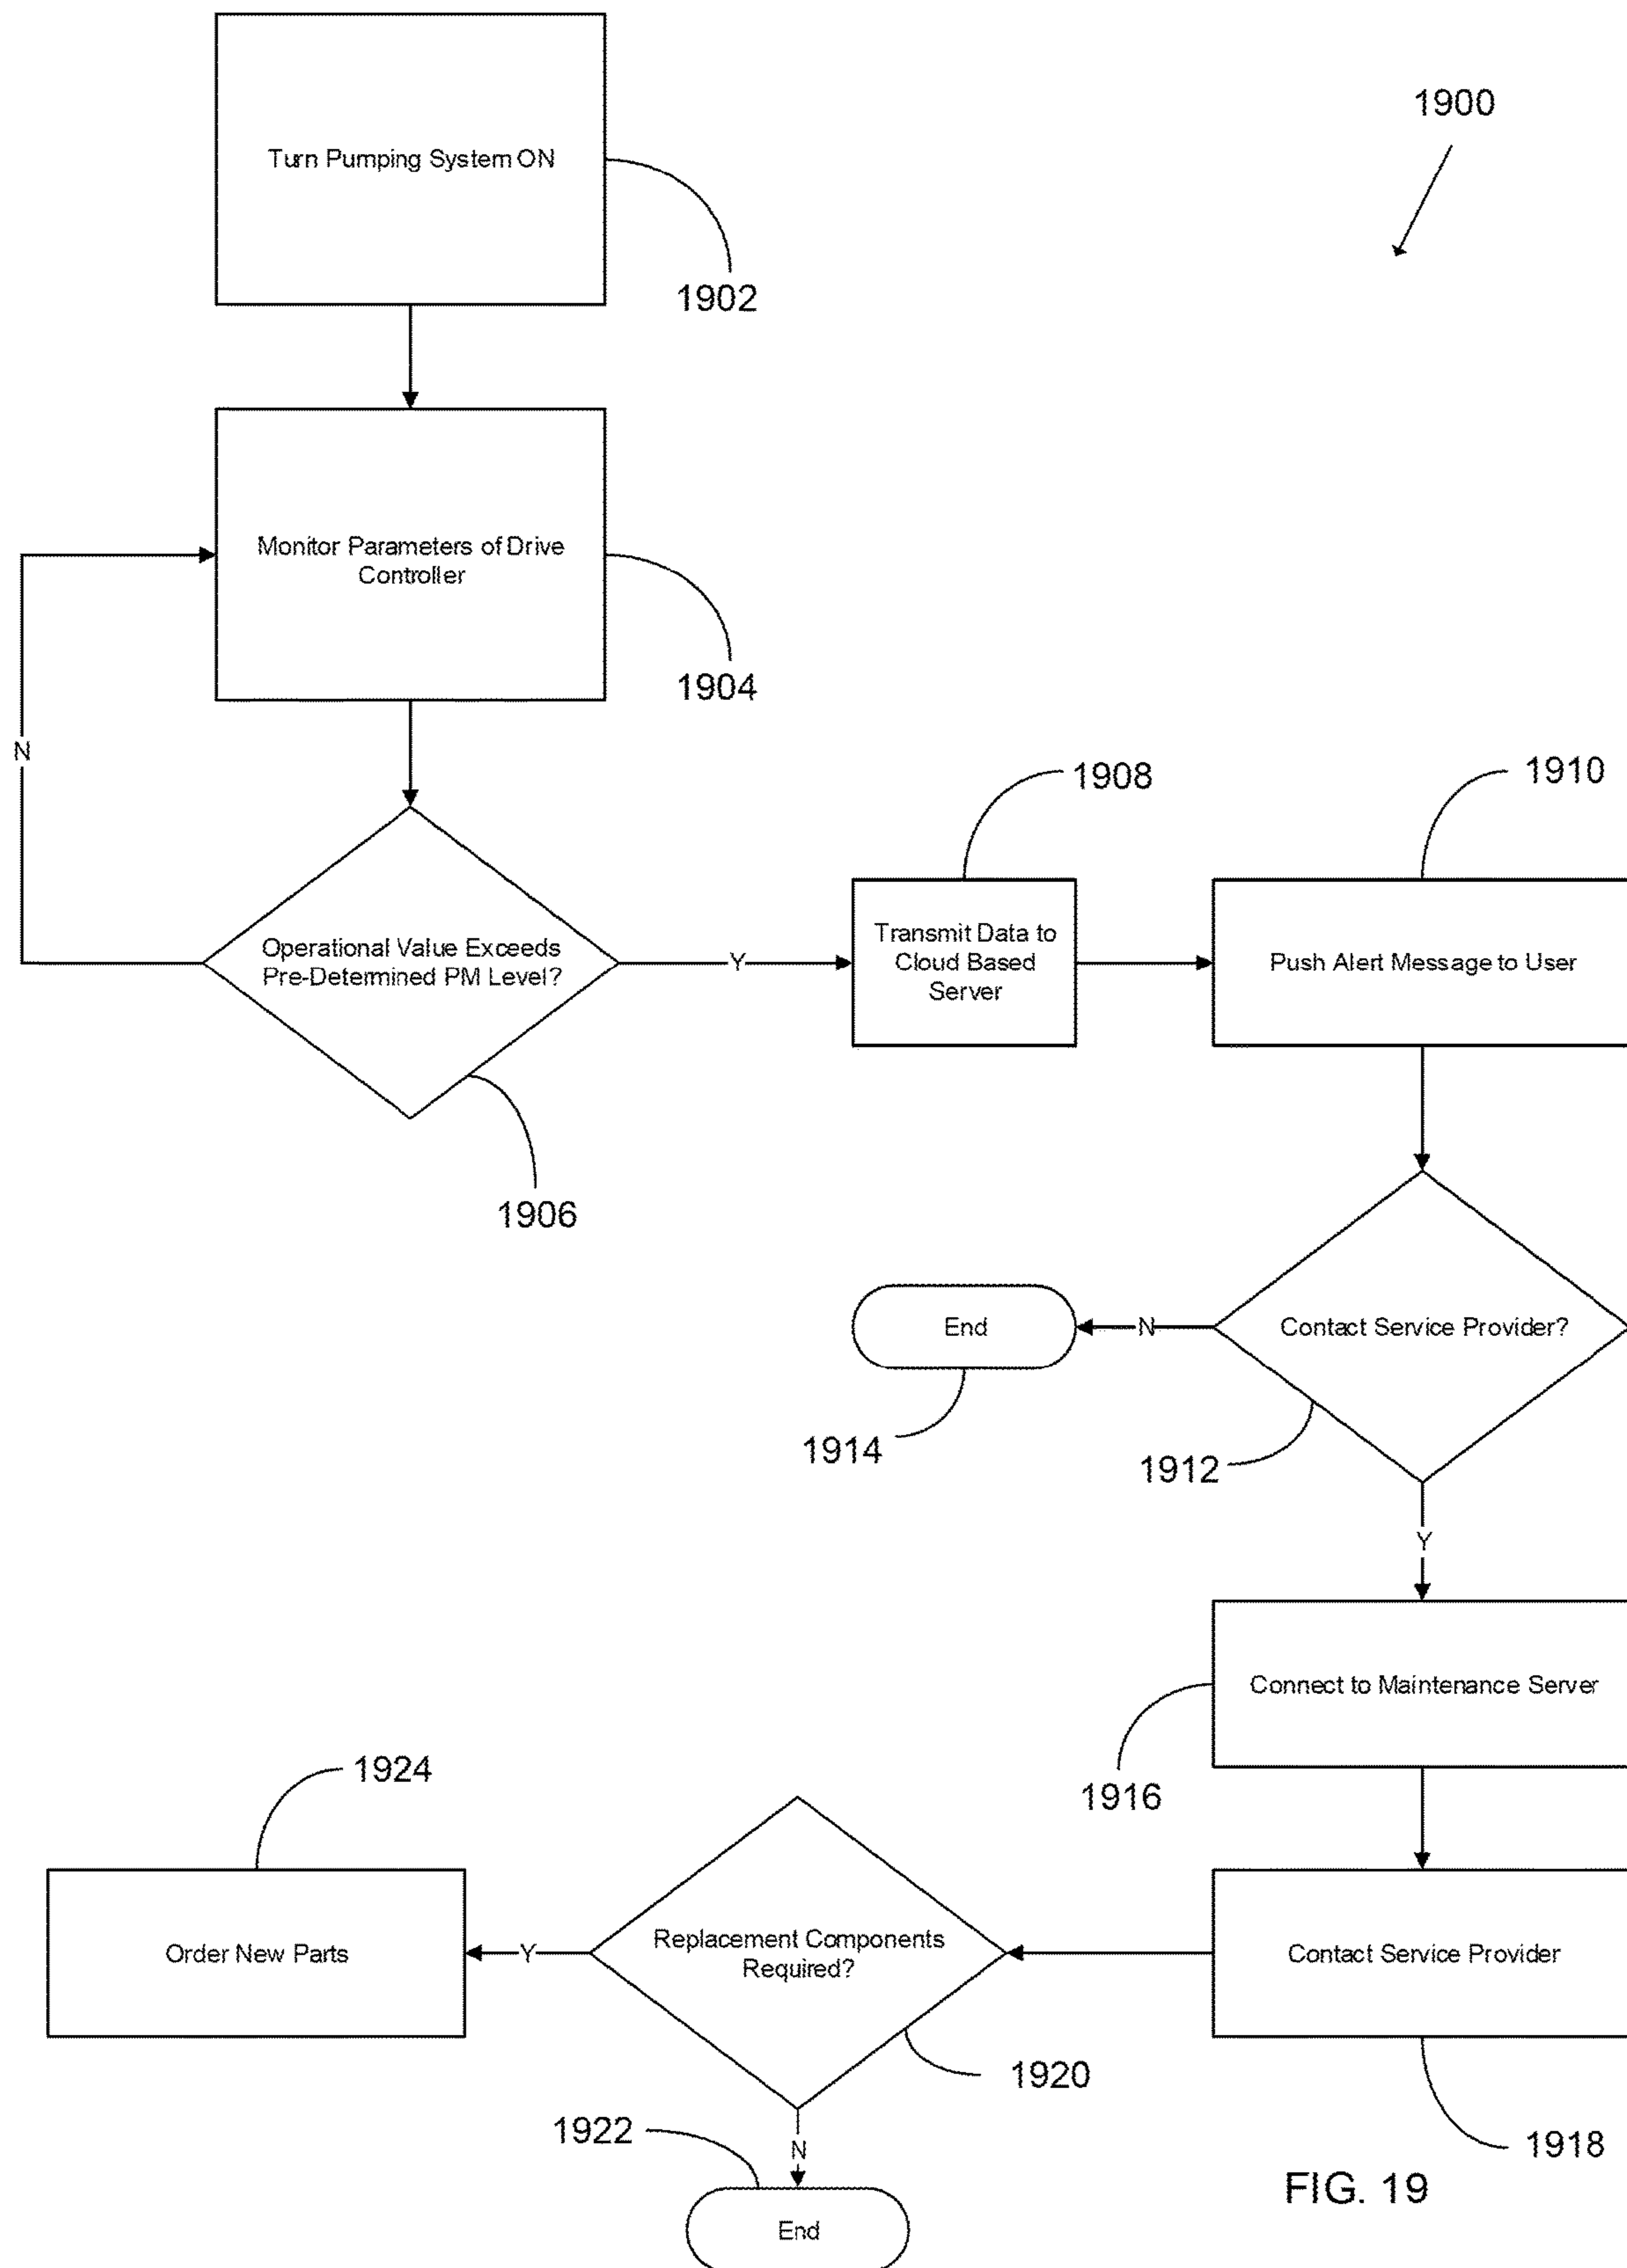 1900
Turn Pumping System ON
1902
Monitor Parameters of Drive
Controller
1904
N
Operational Value Exceeds
Pre-Determined PM Level?
1906
Y
1908
Transmit Data to
Cloud Based
Server
1910
Push Alert Message to User
Contact Service Provider?
1912
N
End
1914
Y
Connect to Maintenance Server
1916
Contact Service Provider
1918
Replacement Components
Required?
1920
Y
1924
Order New Parts
N
1922
End
FIG. 19